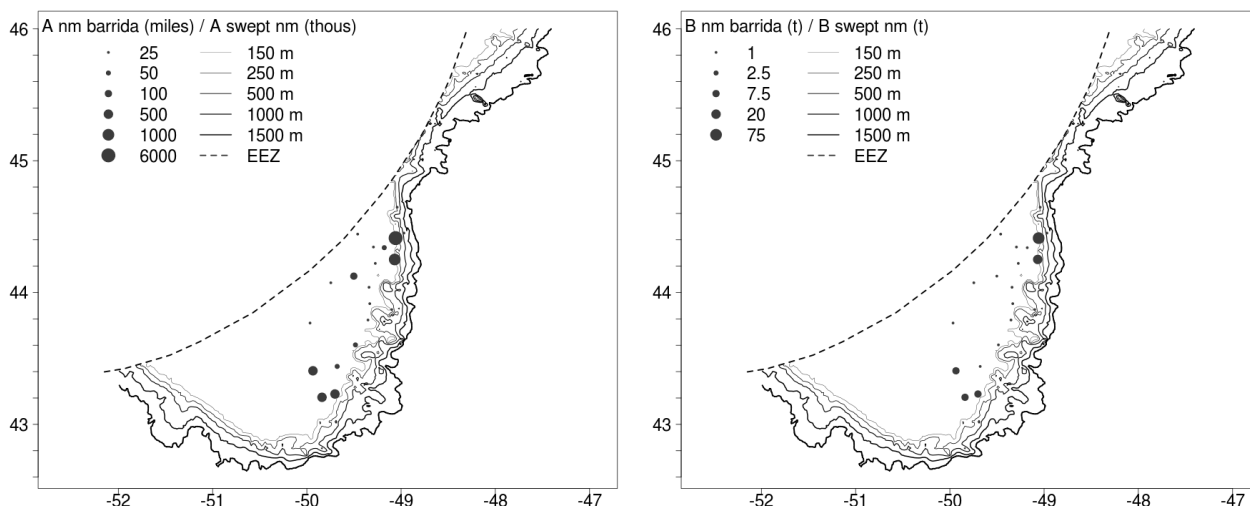 A nm barrida (miles) / A swept nm (thous)
25 150 m
50 250 m
100 500 m
500 1000 m
1000 1500 m
6000 EEZ
46
45
44
43
-52 -51 -50 -49 -48 -47
B nm barrida (t) / B swept nm (t)
1 150 m
2.5 250 m
7.5 500 m
20 1000 m
75 1500 m
EEZ
46
45
44
43
-52 -51 -50 -49 -48 -47